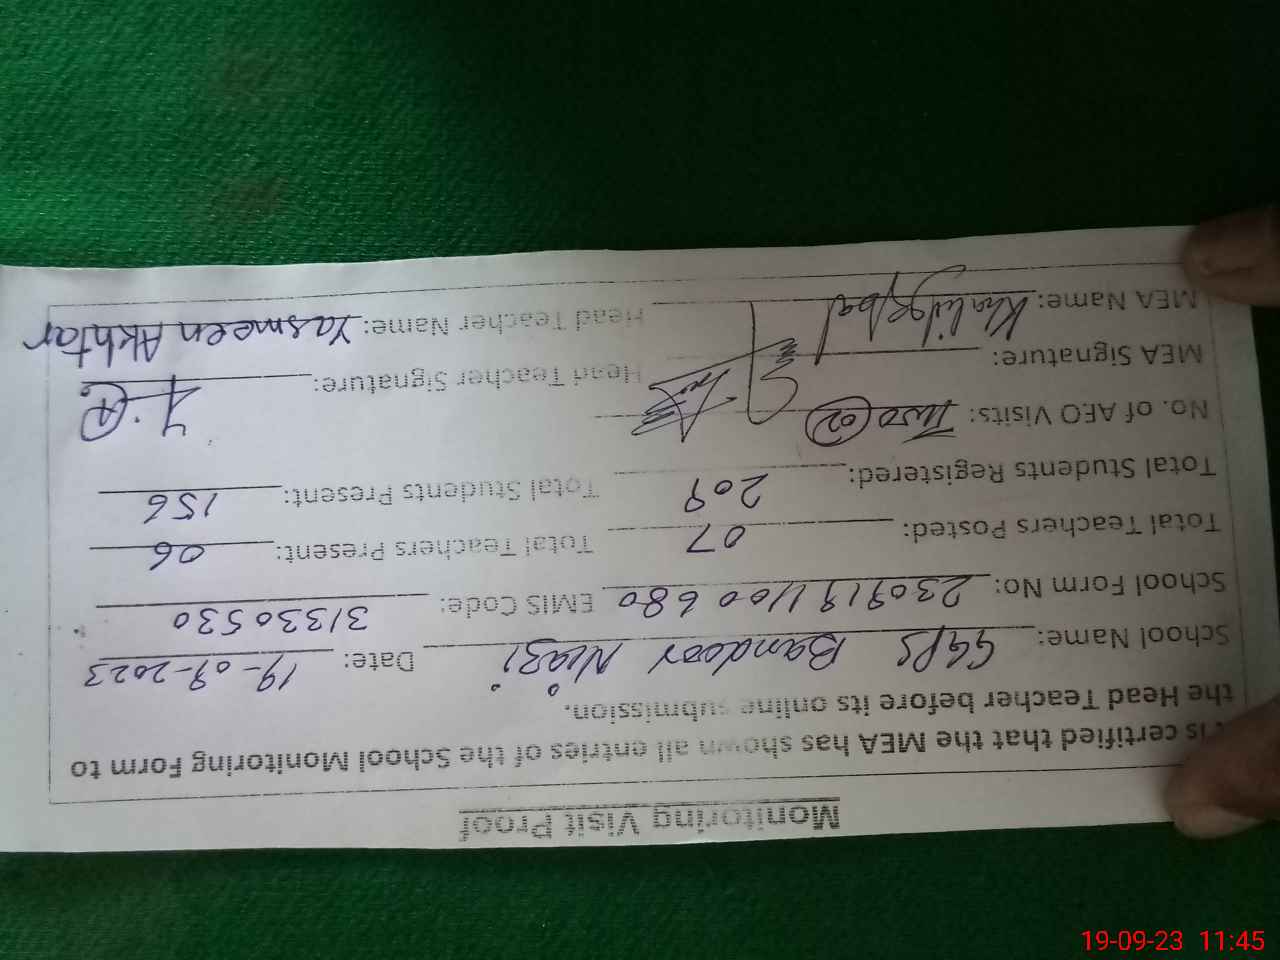 Monitoring Visit Proof
It is certified that the MEA has shown all entries of the School Monitoring Form to
the Head Teacher before its online submission.
School Name: GGPS Bandoor Niazi Date: 19-09-2023
School Form No: 230919400680 EMIS Code: 31330530
Total Teachers Posted: 07 Total Teachers Present: 06
Total Students Registered: 209 Total Students Present: 156
No. of AEO Visits: Two (02)
MEA Signature: Head Teacher Signature: Y.A
MEA Name: Khalid Iqbal Head Teacher Name: Yasmeen Akhtar
19-09-23 11:45